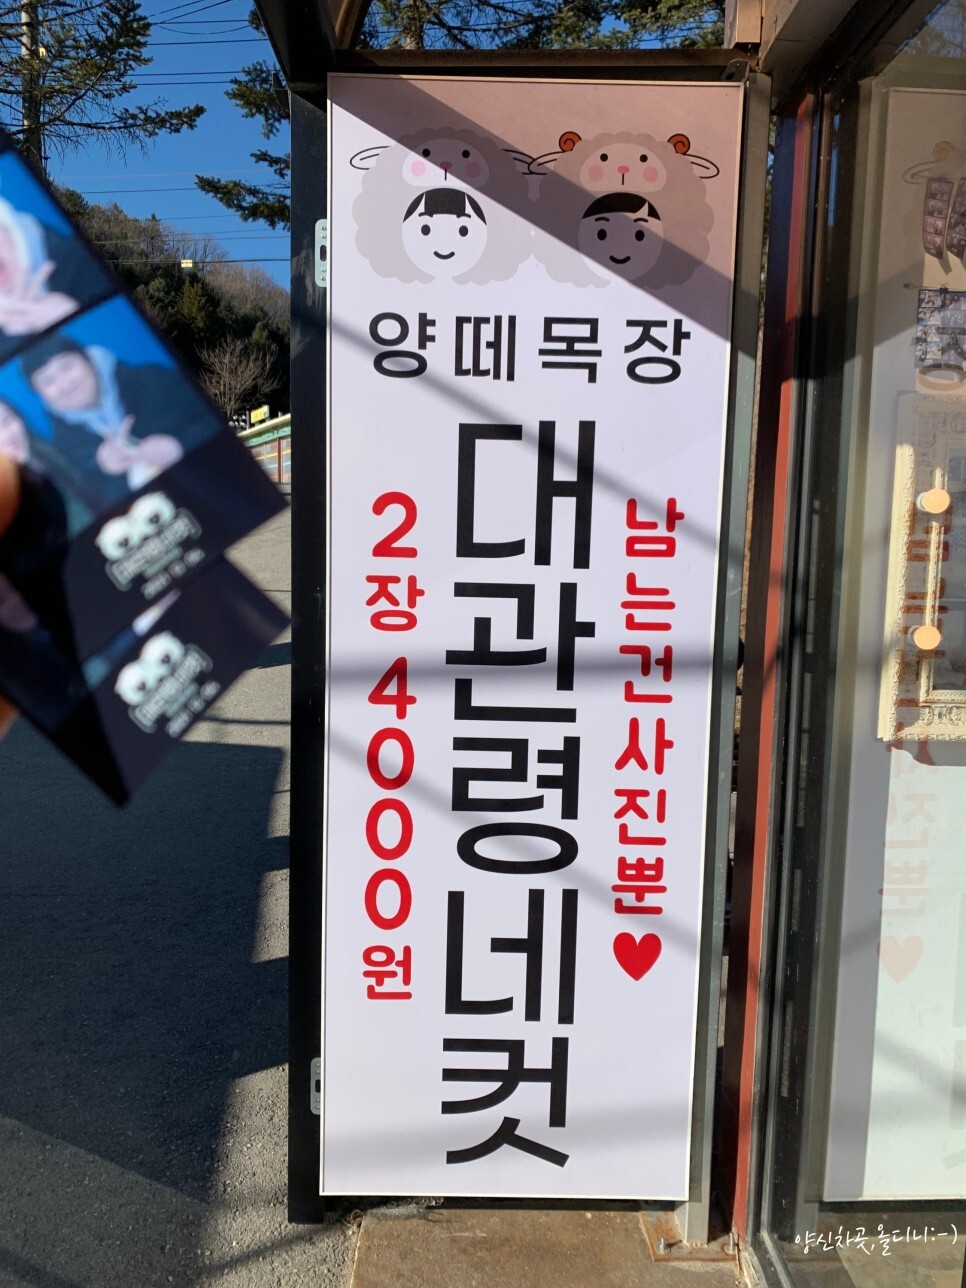 양떼목장
대관령네컷
남는건사진뿐♥
2장 4000원
양신차곳,올디니:-)